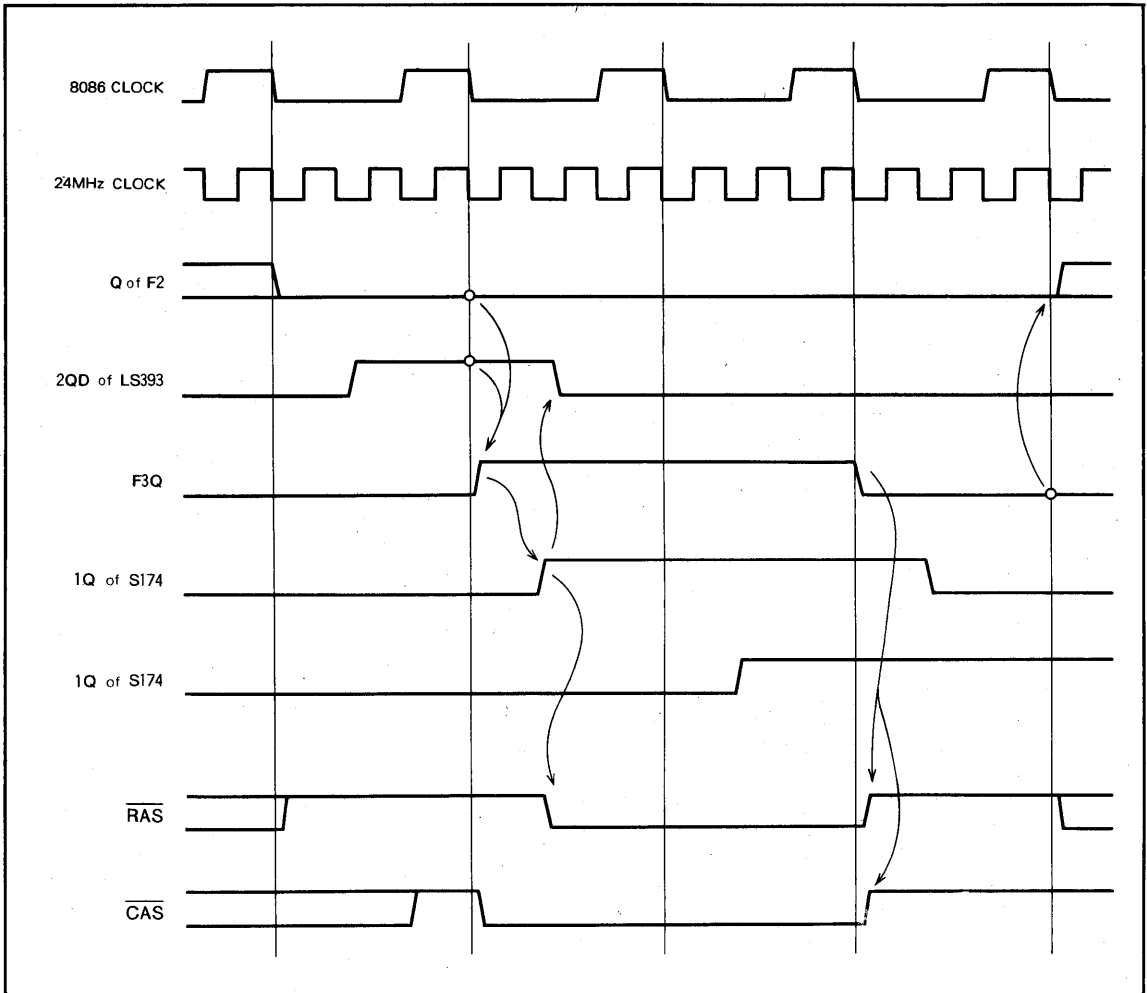 8086 CLOCK
24MHz CLOCK
Q of F2
2QD of LS393
F3Q
1Q of S174
1Q of S174
RAS
CAS